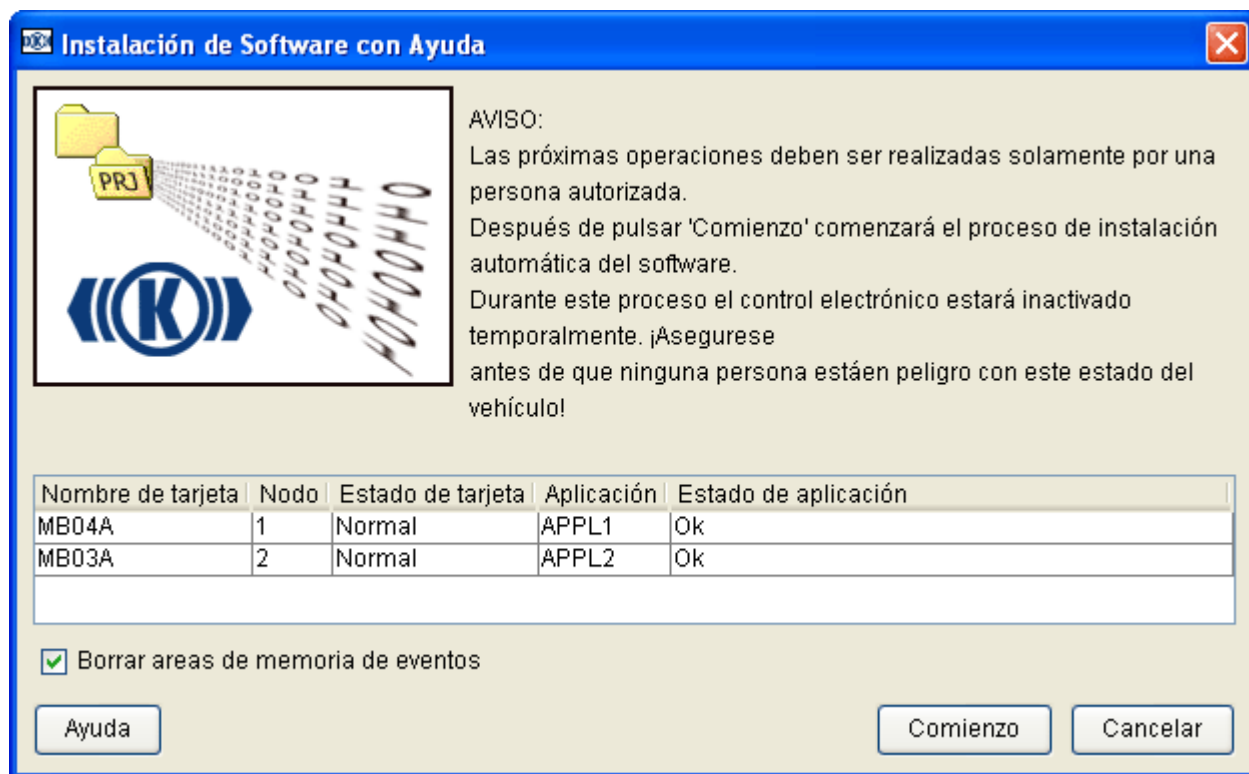 Instalación de Software con Ayuda
PRJ
K
AVISO:
Las próximas operaciones deben ser realizadas solamente por una
persona autorizada.
Después de pulsar 'Comienzo' comenzará el proceso de instalación
automática del software.
Durante este proceso el control electrónico estará inactivado
temporalmente. ¡Asegurese
antes de que ninguna persona estáen peligro con este estado del
vehículo!
Nombre de tarjeta Nodo Estado de tarjeta Aplicación Estado de aplicación
MB04A 1 Normal APPL1 Ok
MB03A 2 Normal APPL2 Ok
Borrar areas de memoria de eventos
Ayuda Comienzo Cancelar